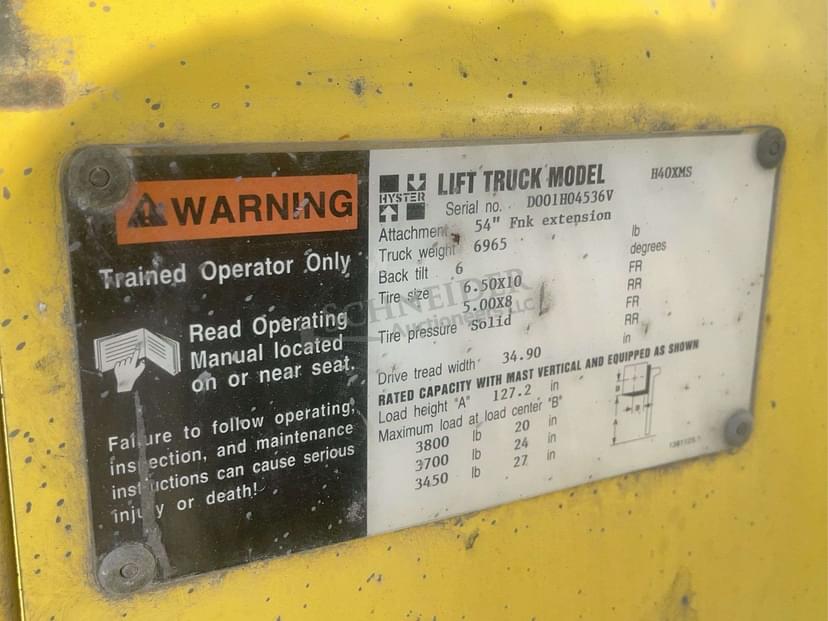 WARNING
Trained Operator Only
Read Operating
Manual located
on or near seat.
Failure to follow operating,
inspection, and maintenance
instructions can cause serious
injury or death!
HYSTER
LIFT TRUCK MODEL H40XMS
Serial no. D001H04536V
Attachment 54" Fnk extension
Truck weight 6965 lb
Back tilt 6 degrees
Tire size 6.50X10 FR
5.00X8 RR
Tire pressure Solid FR
RR
Drive tread width 34.90 in
RATED CAPACITY WITH MAST VERTICAL AND EQUIPPED AS SHOWN
Load height "A" 127.2 in
Maximum load at load center "B"
3800 lb 20 in
3700 lb 24 in
3450 lb 27 in
SCHNEIDER
Auctioneers LLC